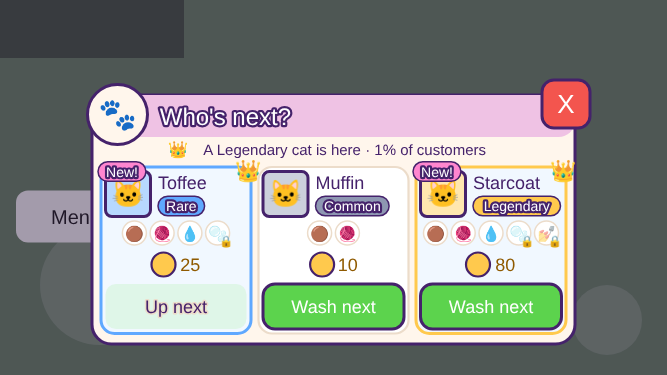 Who's next?
X
A Legendary cat is here · 1% of customers
New!
Toffee
Rare
25
Up next
Muffin
Common
10
Wash next
New!
Starcoat
Legendary
80
Wash next
Men